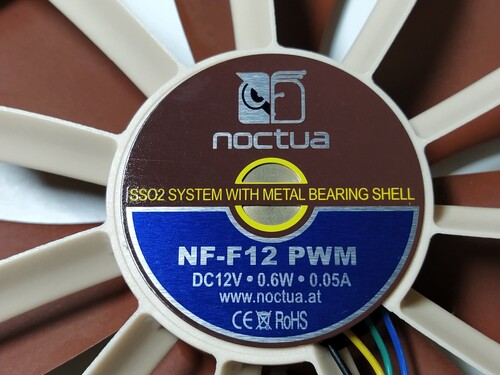 noctua
SSO2 SYSTEM WITH METAL BEARING SHELL
NF-F12 PWM
DC12V • 0.6W • 0.05A
www.noctua.at
CE RoHS